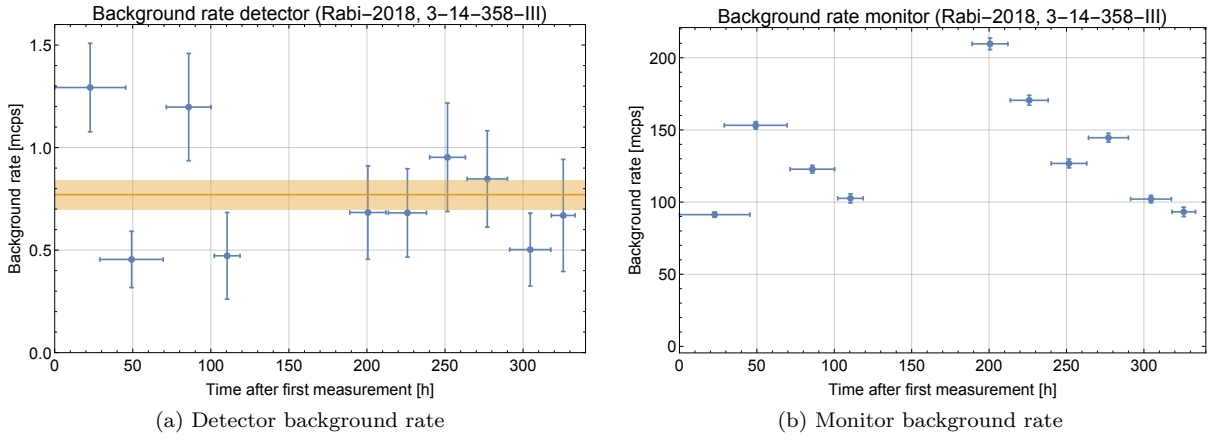 Background rate detector (Rabi−2018, 3−14−358−III)
Background rate [mcps]
1.5
1.0
0.5
0.0
0 50 100 150 200 250 300
Time after first measurement [h]
(a) Detector background rate
Background rate monitor (Rabi−2018, 3−14−358−III)
Background rate [mcps]
200
150
100
50
0
0 50 100 150 200 250 300
Time after first measurement [h]
(b) Monitor background rate